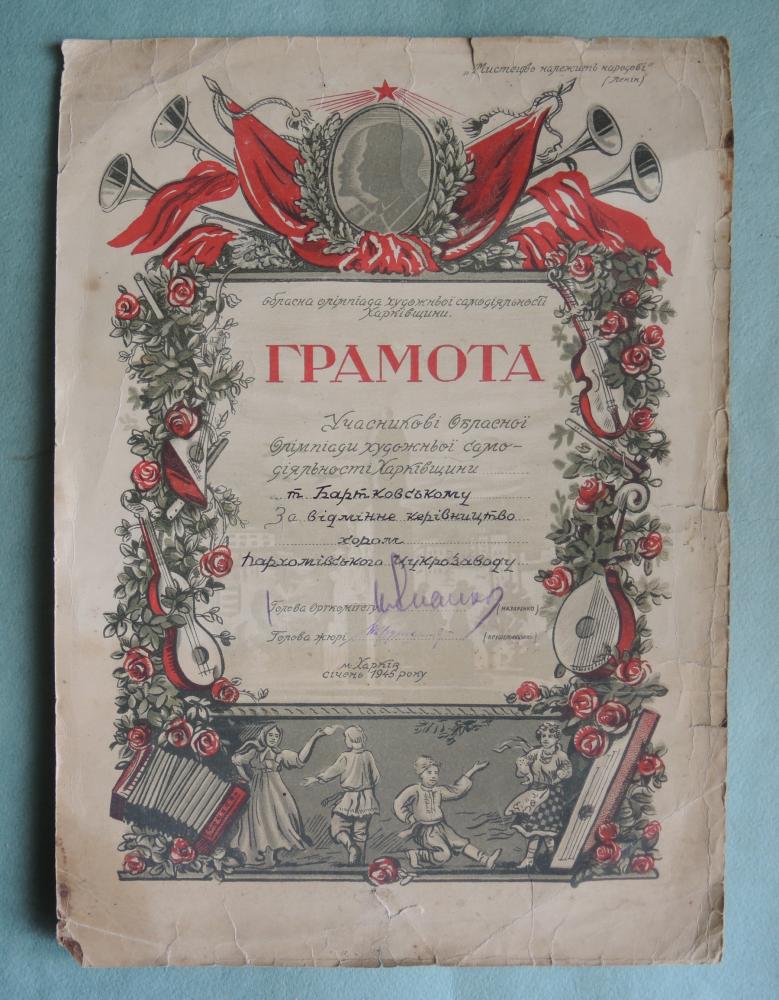 „Мистецтво належить народові"
(Ленін)
Обласна олімпіада художньої самодіяльності
Харківщини.
ГРАМОТА
Учасникові Обласної
Олімпіади художньої само-
діяльності Харківщини
т. Бартковському
За відмінне керівництво
хором
Пархомівського Цукрозаводу
Голова Оргкомітету (НАЗАРЕНКО)
Голова жюрі
м. Харків
січень 1945 року